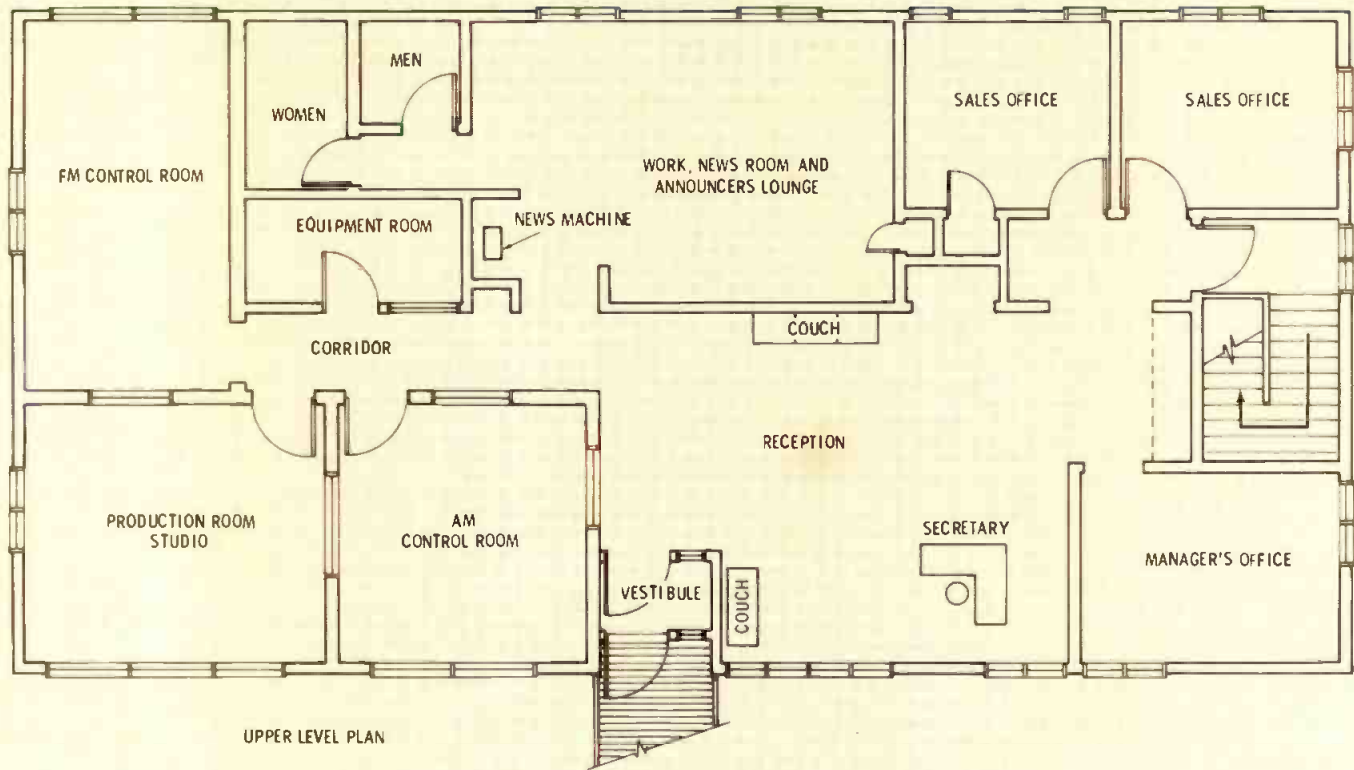 MEN
WOMEN
SALES OFFICE
SALES OFFICE
FM CONTROL ROOM
WORK, NEWS ROOM AND
ANNOUNCERS LOUNGE
EQUIPMENT ROOM
NEWS MACHINE
COUCH
CORRIDOR
RECEPTION
PRODUCTION ROOM
STUDIO
AM
CONTROL ROOM
SECRETARY
MANAGER'S OFFICE
VESTIBULE
COUCH
UPPER LEVEL PLAN